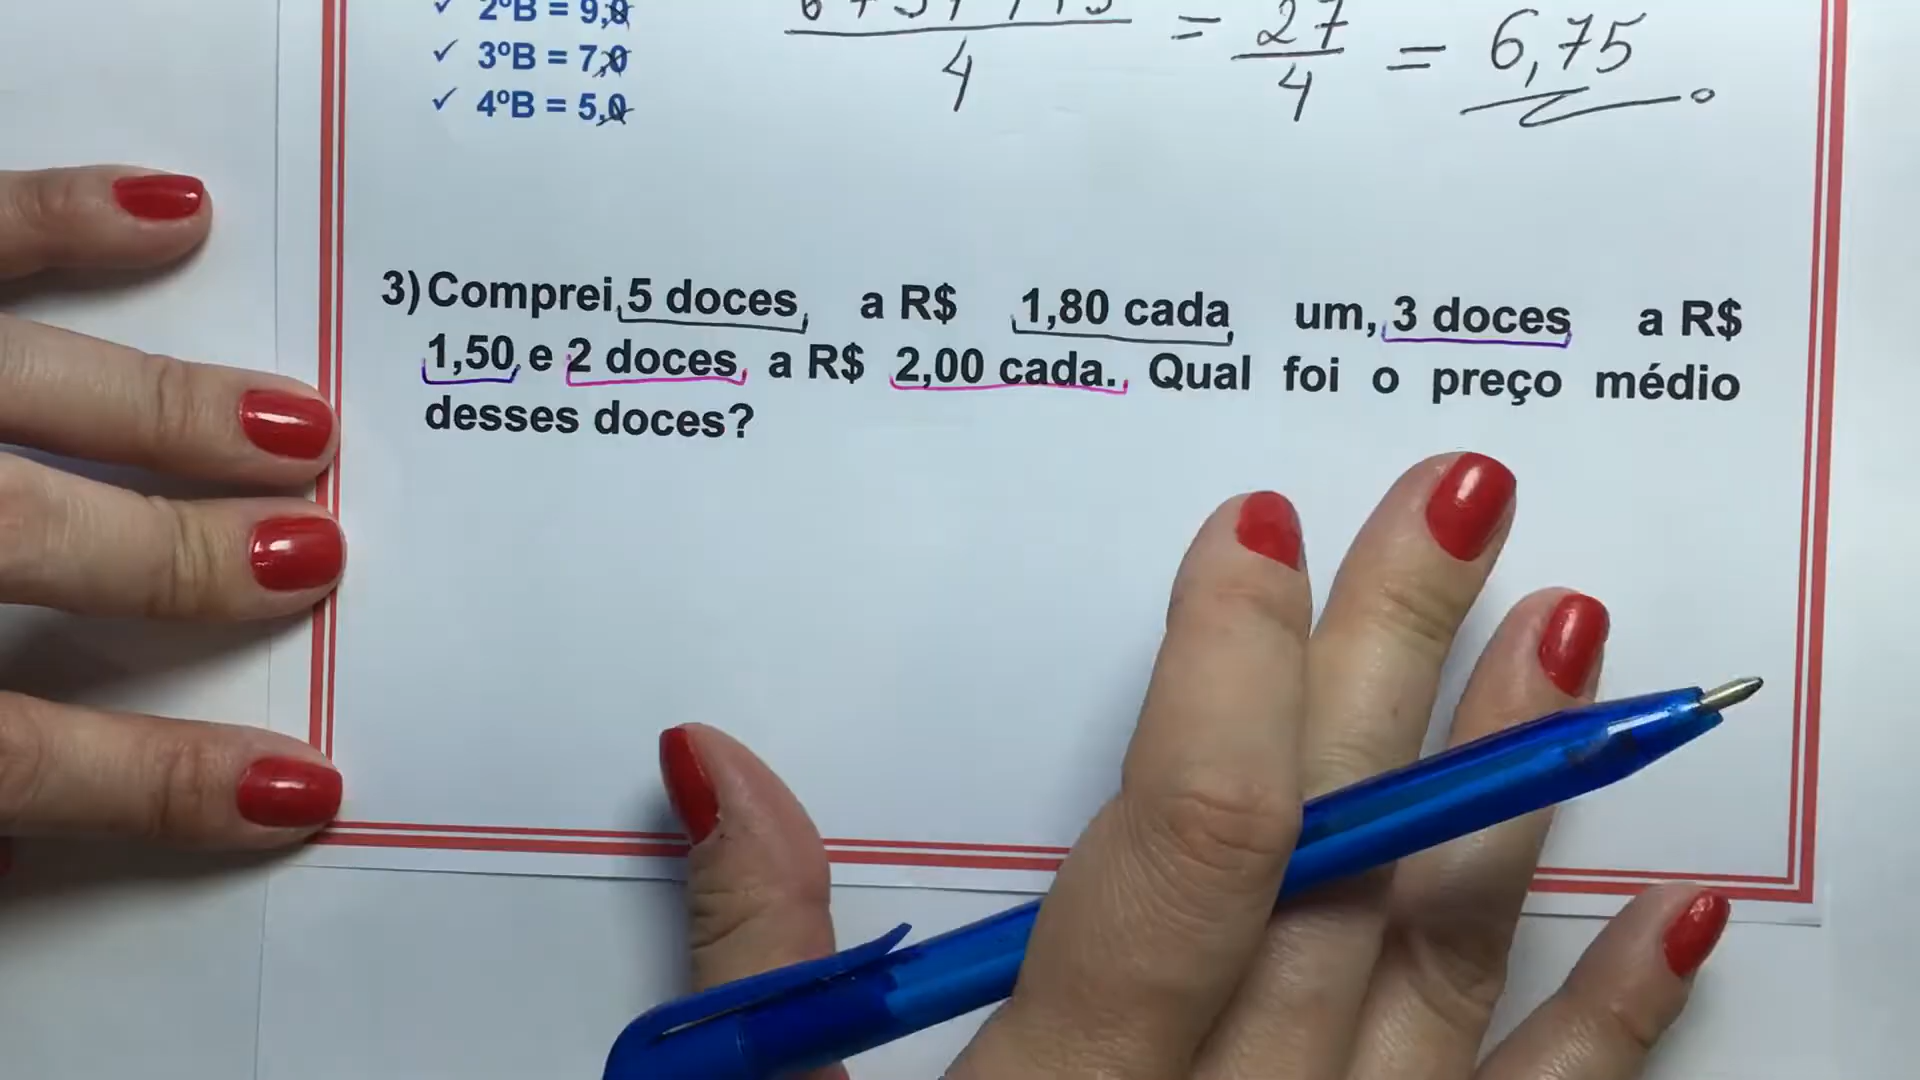 ✓ 2ºB = 9,0
✓ 3ºB = 7,0
✓ 4ºB = 5,0
4 = 27/4 = 6,75
3) Comprei 5 doces a R$ 1,80 cada um, 3 doces a R$
1,50 e 2 doces a R$ 2,00 cada. Qual foi o preço médio
desses doces?